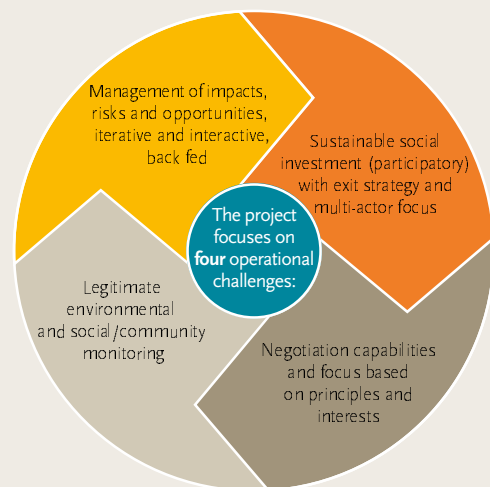 Management of impacts,
risks and opportunities,
iterative and interactive,
back fed
Sustainable social
investment (participatory)
with exit strategy and
multi-actor focus
The project
focuses on
four operational
challenges:
Legitimate
environmental
and social/community
monitoring
Negotiation capabilities
and focus based
on principles and
interests